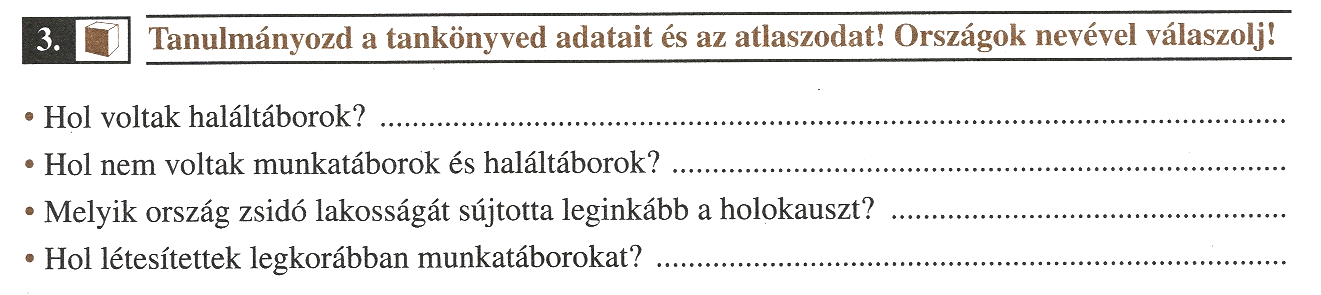 3. Tanulmányozd a tankönyved adatait és az atlaszodat! Országok nevével válaszolj!
• Hol voltak haláltáborok? ................................................................
• Hol nem voltak munkatáborok és haláltáborok? ................................................................
• Melyik ország zsidó lakosságát sújtotta leginkább a holokauszt? ................................................................
• Hol létesítettek legkorábban munkatáborokat? ................................................................